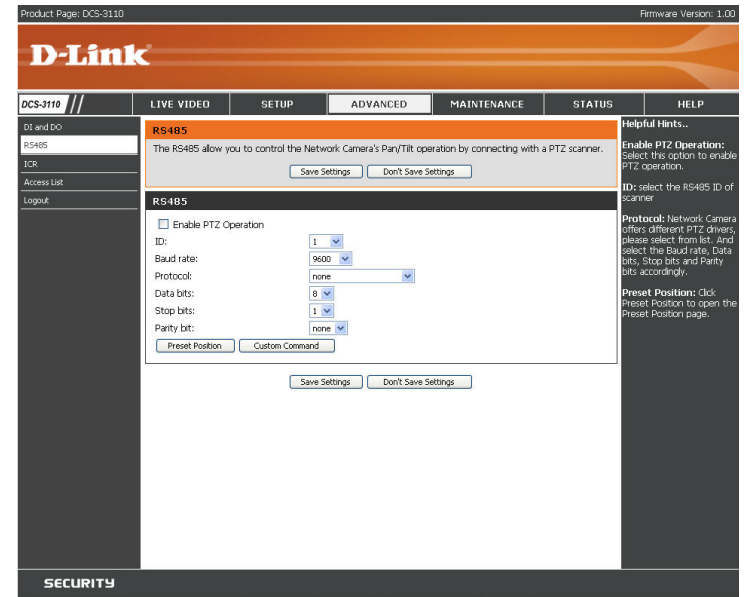 Product Page: DCS-3110
Firmware Version: 1.00
D-Link
DCS-3110
LIVE VIDEO
SETUP
ADVANCED
MAINTENANCE
STATUS
HELP
DI and DO
RS485
ICR
Access List
Logout
RS485
The RS485 allow you to control the Network Camera's Pan/Tilt operation by connecting with a PTZ scanner.
Save Settings
Don't Save Settings
RS485
Enable PTZ Operation
ID:
1
Baud rate:
9600
Protocol:
none
Data bits:
8
Stop bits:
1
Parity bit:
none
Preset Position
Custom Command
Save Settings
Don't Save Settings
Helpful Hints..
Enable PTZ Operation:
Select this option to enable
PTZ operation.
ID: select the RS485 ID of
scanner
Protocol: Network Camera
offers different PTZ drivers,
please select from list. And
select the Baud rate, Data
bits, Stop bits and Parity
bits accordingly.
Preset Position: Click
Preset Position to open the
Preset Position page.
SECURITY